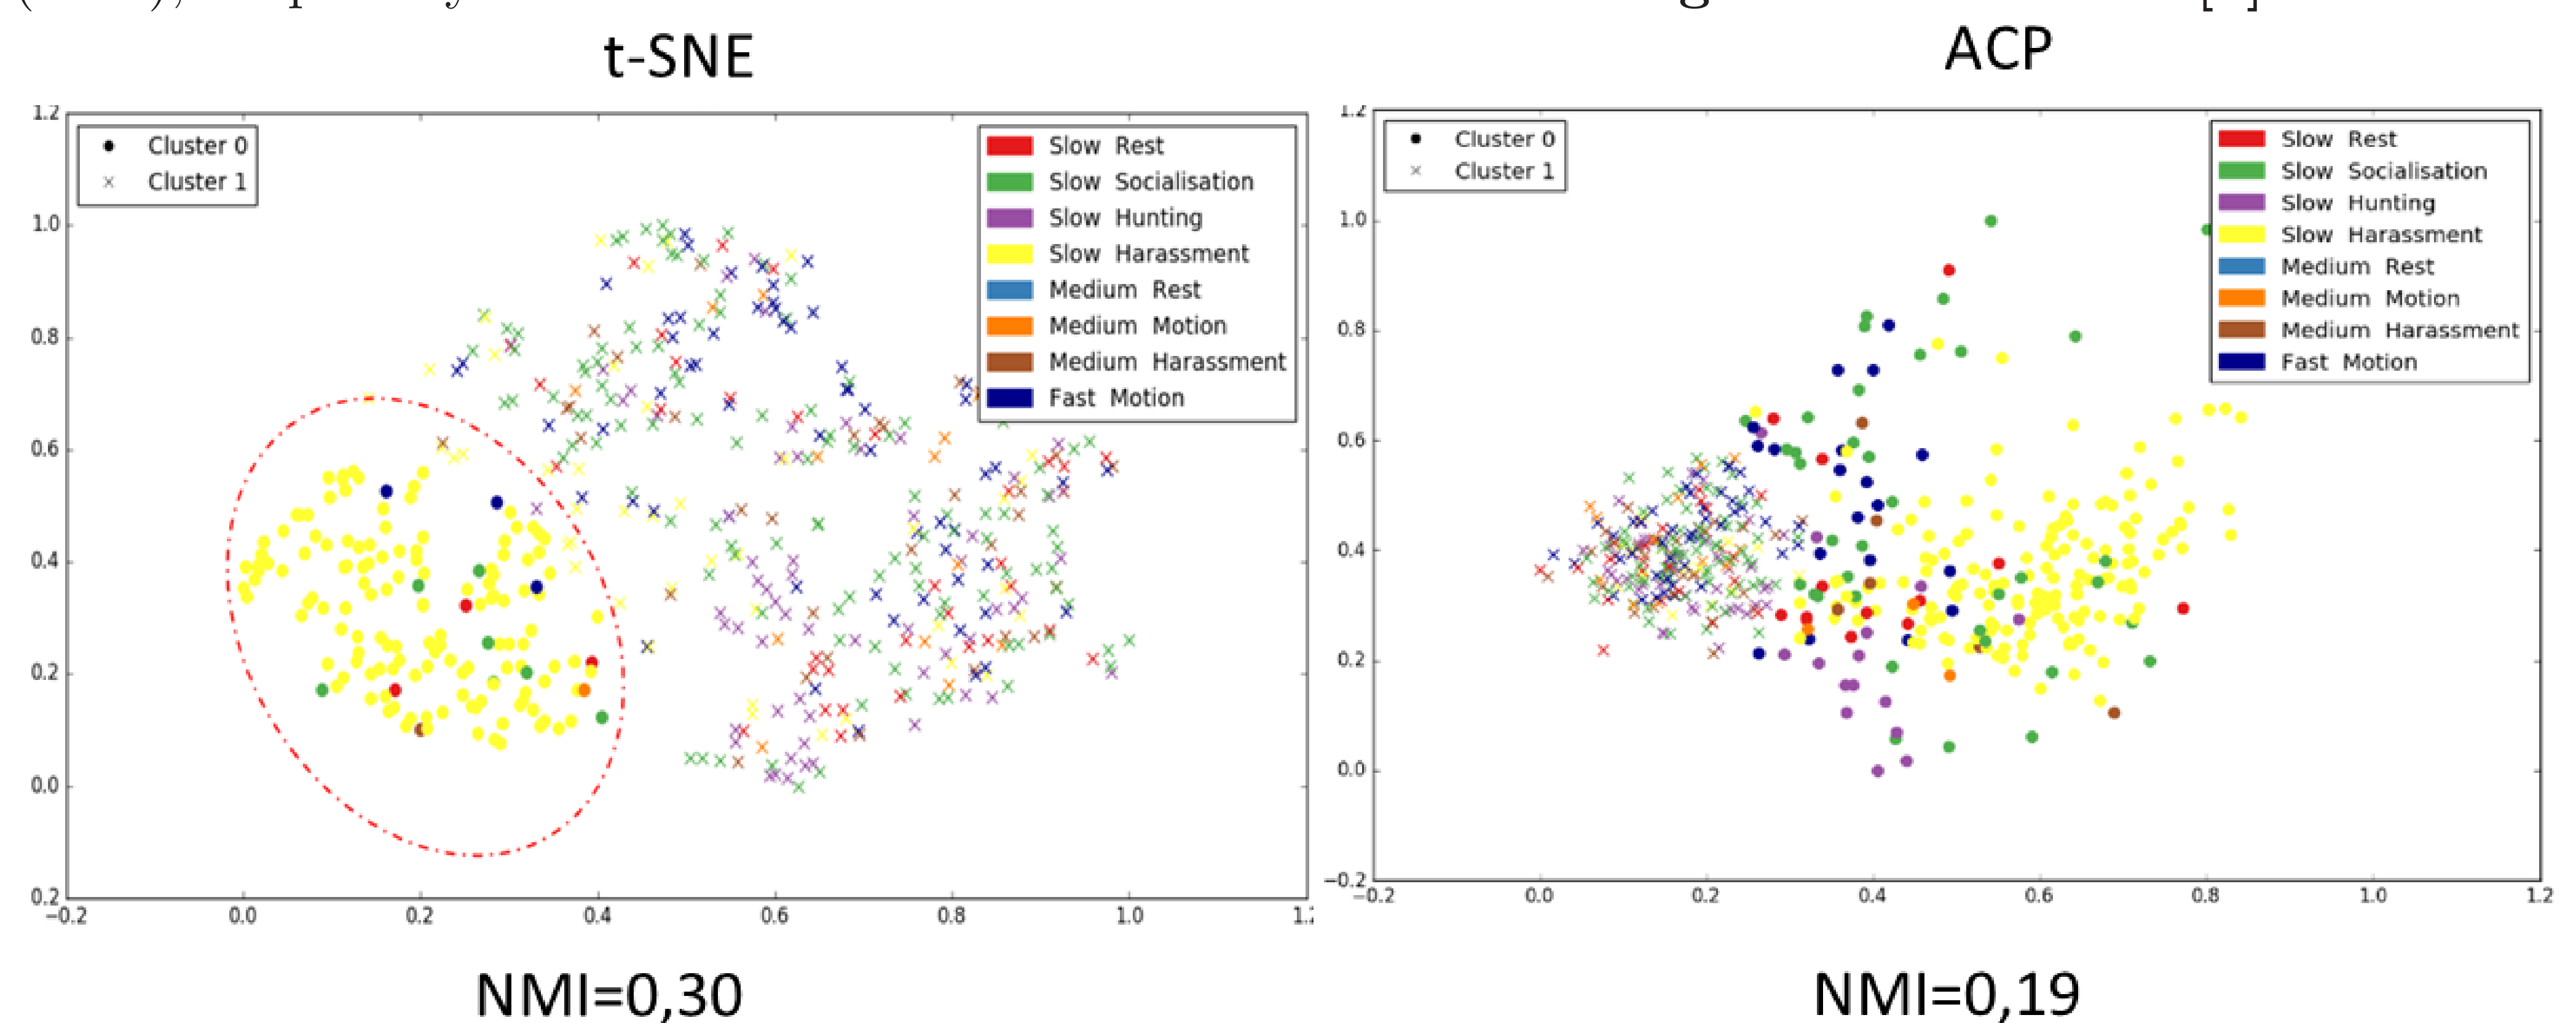 t-SNE
1.2
1.0
0.8
0.6
0.4
0.2
0.0
0.2
−0.2 0.0 0.2 0.4 0.6 0.8 1.0
Cluster 0
Cluster 1
Slow Rest
Slow Socialisation
Slow Hunting
Slow Harassment
Medium Rest
Medium Motion
Medium Harassment
Fast Motion
NMI=0,30
ACP
1.0
0.8
0.6
0.4
0.2
0.0
−0.2
−0.2 0.0 0.2 0.4 0.6 0.8 1.0 1.2
Cluster 0
Cluster 1
Slow Rest
Slow Socialisation
Slow Hunting
Slow Harassment
Medium Rest
Medium Motion
Medium Harassment
Fast Motion
NMI=0,19